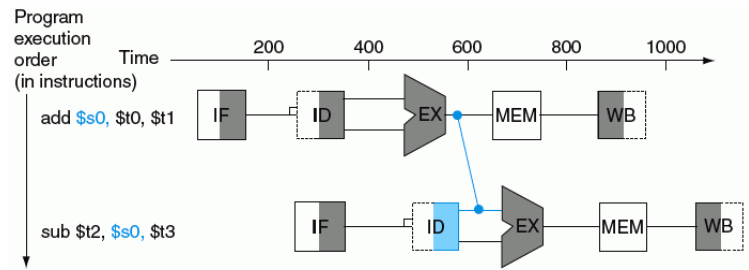 Program
execution
order
(in instructions)
Time
200 400 600 800 1000
add $s0, $t0, $t1
IF ID EX MEM WB
sub $t2, $s0, $t3
IF ID EX MEM WB